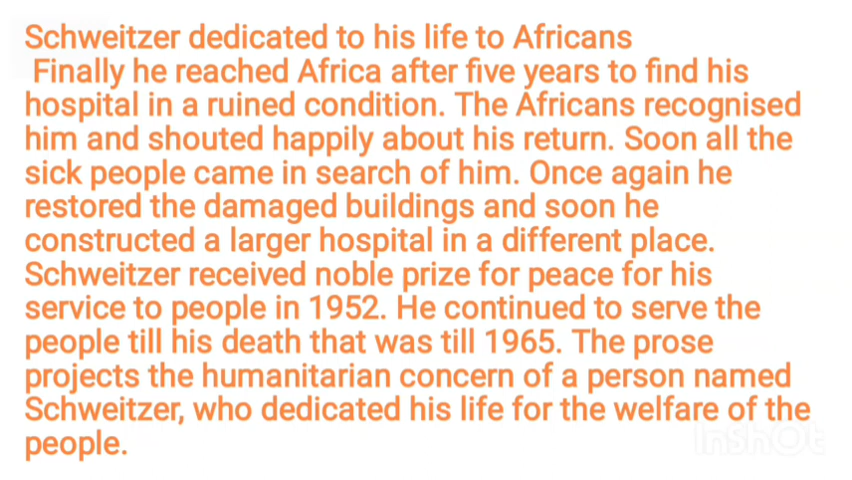 Schweitzer dedicated to his life to Africans
Finally he reached Africa after five years to find his
hospital in a ruined condition. The Africans recognised
him and shouted happily about his return. Soon all the
sick people came in search of him. Once again he
restored the damaged buildings and soon he
constructed a larger hospital in a different place.
Schweitzer received noble prize for peace for his
service to people in 1952. He continued to serve the
people till his death that was till 1965. The prose
projects the humanitarian concern of a person named
Schweitzer, who dedicated his life for the welfare of the
people.
InShOt